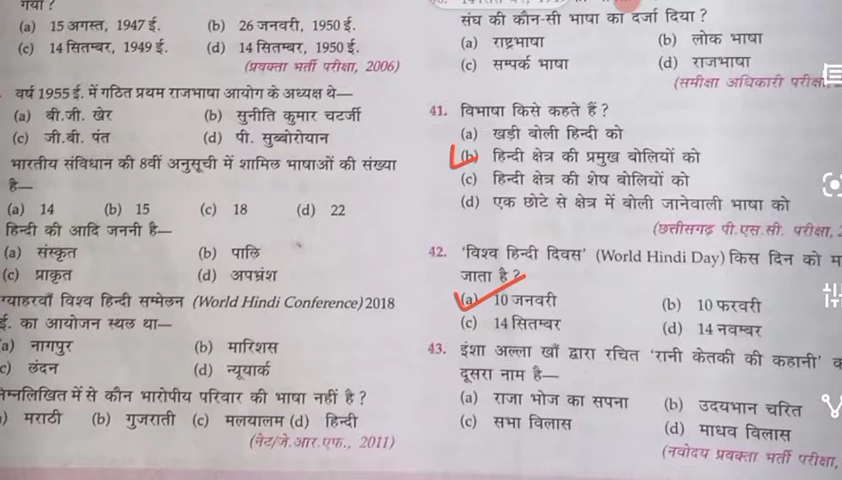 (a) 15 अगस्त, 1947 ई. (b) 26 जनवरी, 1950 ई.
(c) 14 सितम्बर, 1949 ई. (d) 14 सितम्बर, 1950 ई.
(प्रवक्ता भर्ती परीक्षा, 2006)
वर्ष 1955 ई. में गठित प्रथम राजभाषा आयोग के अध्यक्ष थे—
(a) बी.जी. खेर (b) सुनीति कुमार चटर्जी
(c) जी.बी. पंत (d) पी. सुब्बोरोयान
भारतीय संविधान की 8वीं अनुसूची में शामिल भाषाओं की संख्या
है—
(a) 14 (b) 15 (c) 18 (d) 22
हिन्दी की आदि जननी है—
(a) संस्कृत (b) पालि
(c) प्राकृत (d) अपभ्रंश
ग्यारहवाँ विश्व हिन्दी सम्मेलन (World Hindi Conference) 2018
ई. का आयोजन स्थल था—
a) नागपुर (b) मारिशस
c) लंदन (d) न्यूयार्क
निम्नलिखित में से कौन भारोपीय परिवार की भाषा नहीं है ?
) मराठी (b) गुजराती (c) मलयालम (d) हिन्दी
(नेट/जे.आर.एफ., 2011)
संघ की कौन-सी भाषा का दर्जा दिया ?
(a) राष्ट्रभाषा (b) लोक भाषा
(c) सम्पर्क भाषा (d) राजभाषा
(समीक्षा अधिकारी परीक्षा,
41. विभाषा किसे कहते हैं ?
(a) खड़ी बोली हिन्दी को
(b) हिन्दी क्षेत्र की प्रमुख बोलियों को
(c) हिन्दी क्षेत्र की शेष बोलियों को
(d) एक छोटे से क्षेत्र में बोली जानेवाली भाषा को
(छत्तीसगढ़ पी.एस.सी. परीक्षा,
42. 'विश्व हिन्दी दिवस' (World Hindi Day) किस दिन को म
जाता है ?
(a) 10 जनवरी (b) 10 फरवरी
(c) 14 सितम्बर (d) 14 नवम्बर
43. इंशा अल्ला खाँ द्वारा रचित 'रानी केतकी की कहानी' क
दूसरा नाम है—
(a) राजा भोज का सपना (b) उदयभान चरित
(c) सभा विलास (d) माधव विलास
(नवोदय प्रवक्ता भर्ती परीक्षा,